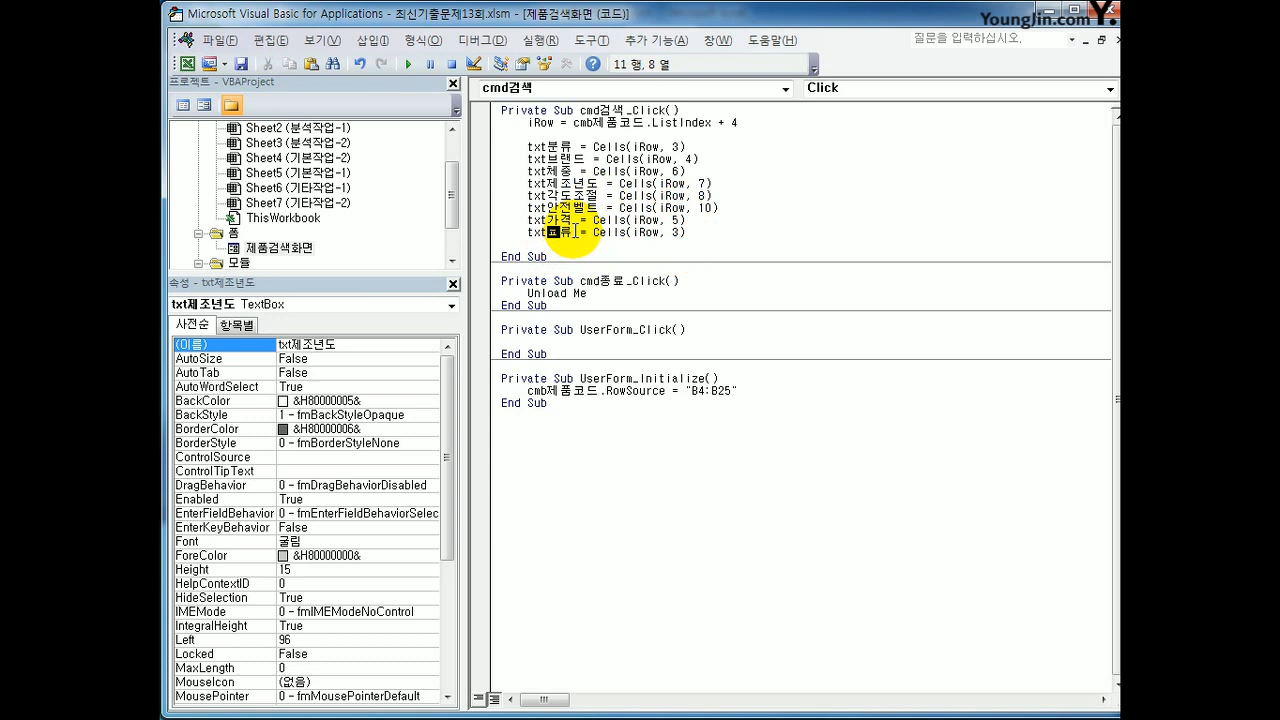 Microsoft Visual Basic for Applications - 최신기출문제13회.xlsm - [제품검색화면 (코드)]
YoungJin.com Y.
파일(F) 편집(E) 보기(V) 삽입(I) 형식(O) 디버그(D) 실행(R) 도구(T) 추가 기능(A) 창(W) 도움말(H) 질문을 입력하십시오.
11 행, 8 열
프로젝트 - VBAProject
cmd검색 Click
Sheet2 (분석작업-1)
Sheet3 (기본작업-2)
Sheet4 (기타작업-2)
Sheet5 (기본작업-1)
Sheet6 (기타작업-1)
Sheet7 (기타작업-2)
ThisWorkbook
폼
제품검색화면
모듈
속성 - txt제조년도
txt제조년도 TextBox
사전순 항목별
(이름) txt제조년도
AutoSize False
AutoTab False
AutoWordSelect True
BackColor &H80000005&
BackStyle 1 - fmBackStyleOpaque
BorderColor &H80000006&
BorderStyle 0 - fmBorderStyleNone
ControlSource
ControlTipText
DragBehavior 0 - fmDragBehaviorDisabled
Enabled True
EnterFieldBehavior 0 - fmEnterFieldBehaviorSelec
EnterKeyBehavior False
Font 굴림
ForeColor &H80000000&
Height 15
HelpContextID 0
HideSelection True
IMEMode 0 - fmIMEModeNoControl
IntegralHeight True
Left 96
Locked False
MaxLength 0
MouseIcon (없음)
MousePointer 0 - fmMousePointerDefault
Private Sub cmd검색_Click()
iRow = cmb제품코드.ListIndex + 4
txt분류 = Cells(iRow, 3)
txt브랜드 = Cells(iRow, 4)
txt체중 = Cells(iRow, 6)
txt제조년도 = Cells(iRow, 7)
txt각도조절 = Cells(iRow, 8)
txt안전벨트 = Cells(iRow, 10)
txt가격 = Cells(iRow, 5)
txt교류 = Cells(iRow, 3)
End Sub
Private Sub cmd종료_Click()
Unload Me
End Sub
Private Sub UserForm_Click()
End Sub
Private Sub UserForm_Initialize()
cmb제품코드.RowSource = "B4:B25"
End Sub